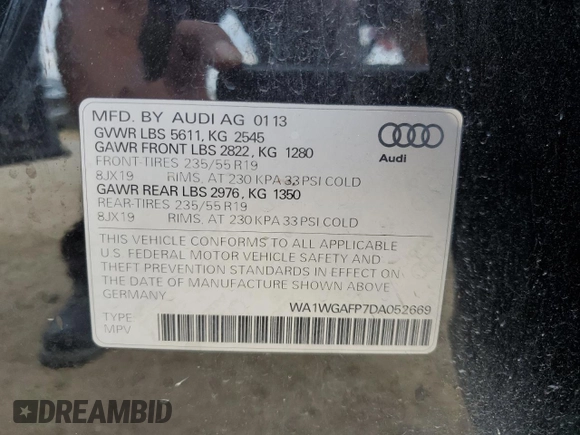 MFD. BY AUDI AG 01 13
GVWR LBS 5611, KG 2545
GAWR FRONT LBS 2822, KG 1280
FRONT-TIRES 235/55 R19
8JX19 RIMS, AT 230 KPA 33 PSI COLD
GAWR REAR LBS 2976, KG 1350
REAR-TIRES 235/55 R19
8JX19 RIMS, AT 230 KPA 33 PSI COLD
Audi
THIS VEHICLE CONFORMS TO ALL APPLICABLE
U.S. FEDERAL MOTOR VEHICLE SAFETY AND
THEFT PREVENTION STANDARDS IN EFFECT ON
THE DATE OF MANUFACTURE SHOWN ABOVE
GERMANY.
WA1WGAFP7DA052669
TYPE:
MPV
DREAMBID